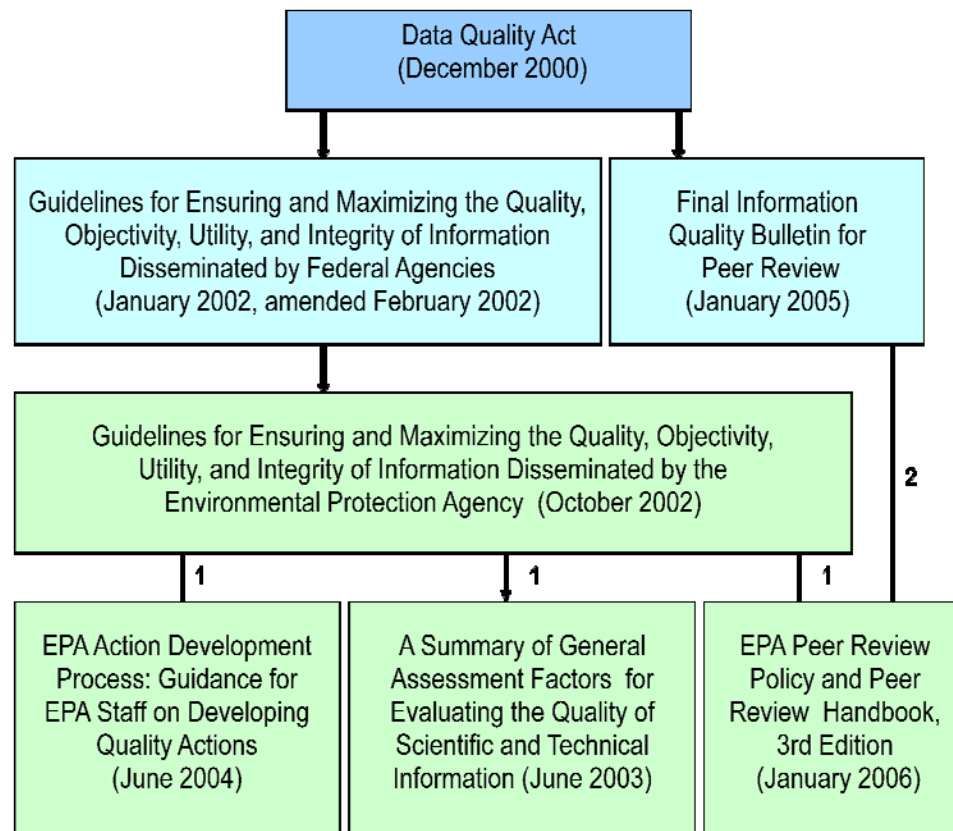 Data Quality Act
(December 2000)
Guidelines for Ensuring and Maximizing the Quality,
Objectivity, Utility, and Integrity of Information
Disseminated by Federal Agencies
(January 2002, amended February 2002)
Final Information
Quality Bulletin for
Peer Review
(January 2005)
Guidelines for Ensuring and Maximizing the Quality, Objectivity,
Utility, and Integrity of Information Disseminated by the
Environmental Protection Agency (October 2002)
2
1
1
1
EPA Action Development
Process: Guidance for
EPA Staff on Developing
Quality Actions
(June 2004)
A Summary of General
Assessment Factors for
Evaluating the Quality of
Scientific and Technical
Information (June 2003)
EPA Peer Review
Policy and Peer
Review Handbook,
3rd Edition
(January 2006)